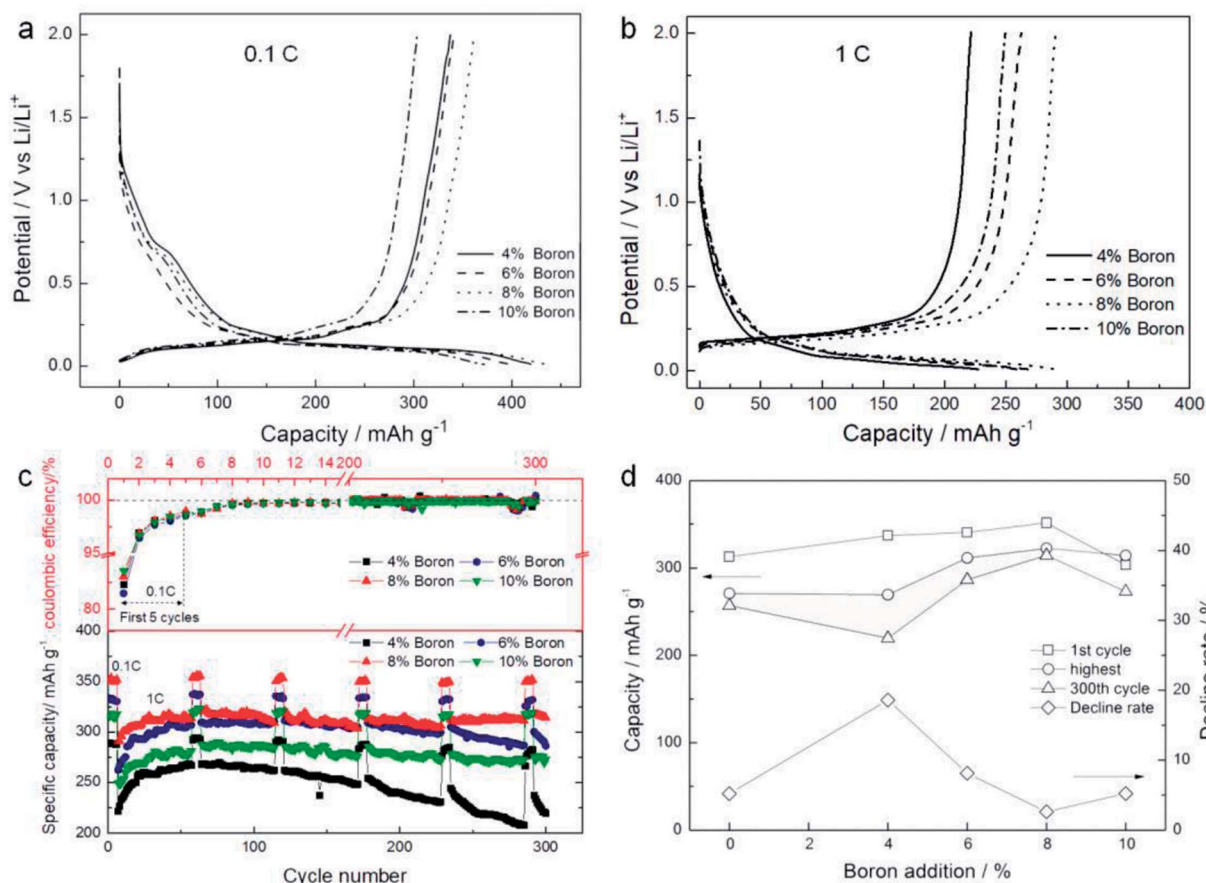 a
0.1 C
2.0
1.5
1.0
0.5
0.0
Potential / V vs Li/Li⁺
4% Boron
6% Boron
8% Boron
10% Boron
0 100 200 300 400
Capacity / mAh g⁻¹
b
1 C
2.0
1.5
1.0
0.5
0.0
Potential / V vs Li/Li⁺
4% Boron
6% Boron
8% Boron
10% Boron
0 50 100 150 200 250 300 350 400
Capacity / mAh g⁻¹
c
0 2 4 6 8 10 12 14 200 300
coulombic efficiency/%
100
95
80
4% Boron 6% Boron
8% Boron 10% Boron
0.1C
First 5 cycles
Specific capacity/ mAh g⁻¹
400
350
300
250
200
4% Boron 6% Boron
8% Boron 10% Boron
0.1C
1C
0 100 200 300
Cycle number
d
Capacity / mAh g⁻¹
400
350
300
250
200
150
100
50
0
1st cycle
highest
300th cycle
Decline rate
50
40
30
20
10
0
Decline rate / %
0 2 4 6 8 10
Boron addition / %